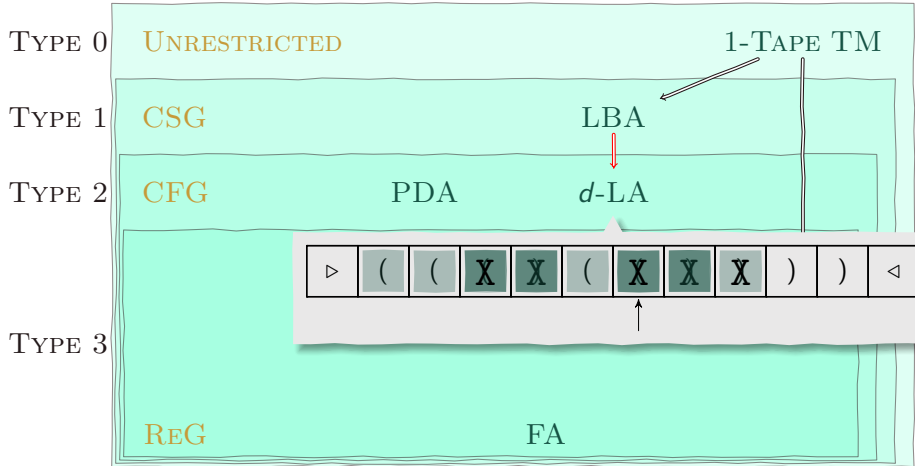 TYPE 0 UNRESTRICTED 1-TAPE TM
TYPE 1 CSG LBA
TYPE 2 CFG PDA d-LA
▷ ( ( X X ( X X X ) ) ◁
TYPE 3
REG FA